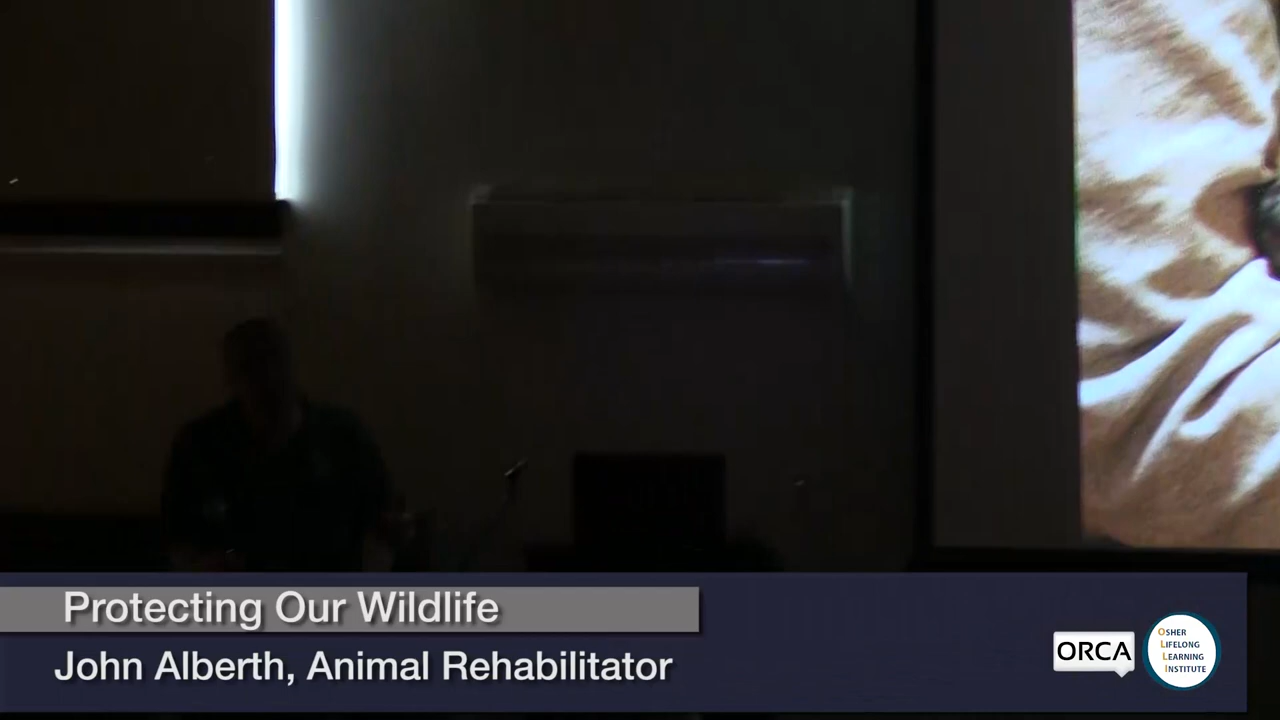 Protecting Our Wildlife
John Alberth, Animal Rehabilitator
ORCA
OSHER
LIFELONG
LEARNING
INSTITUTE